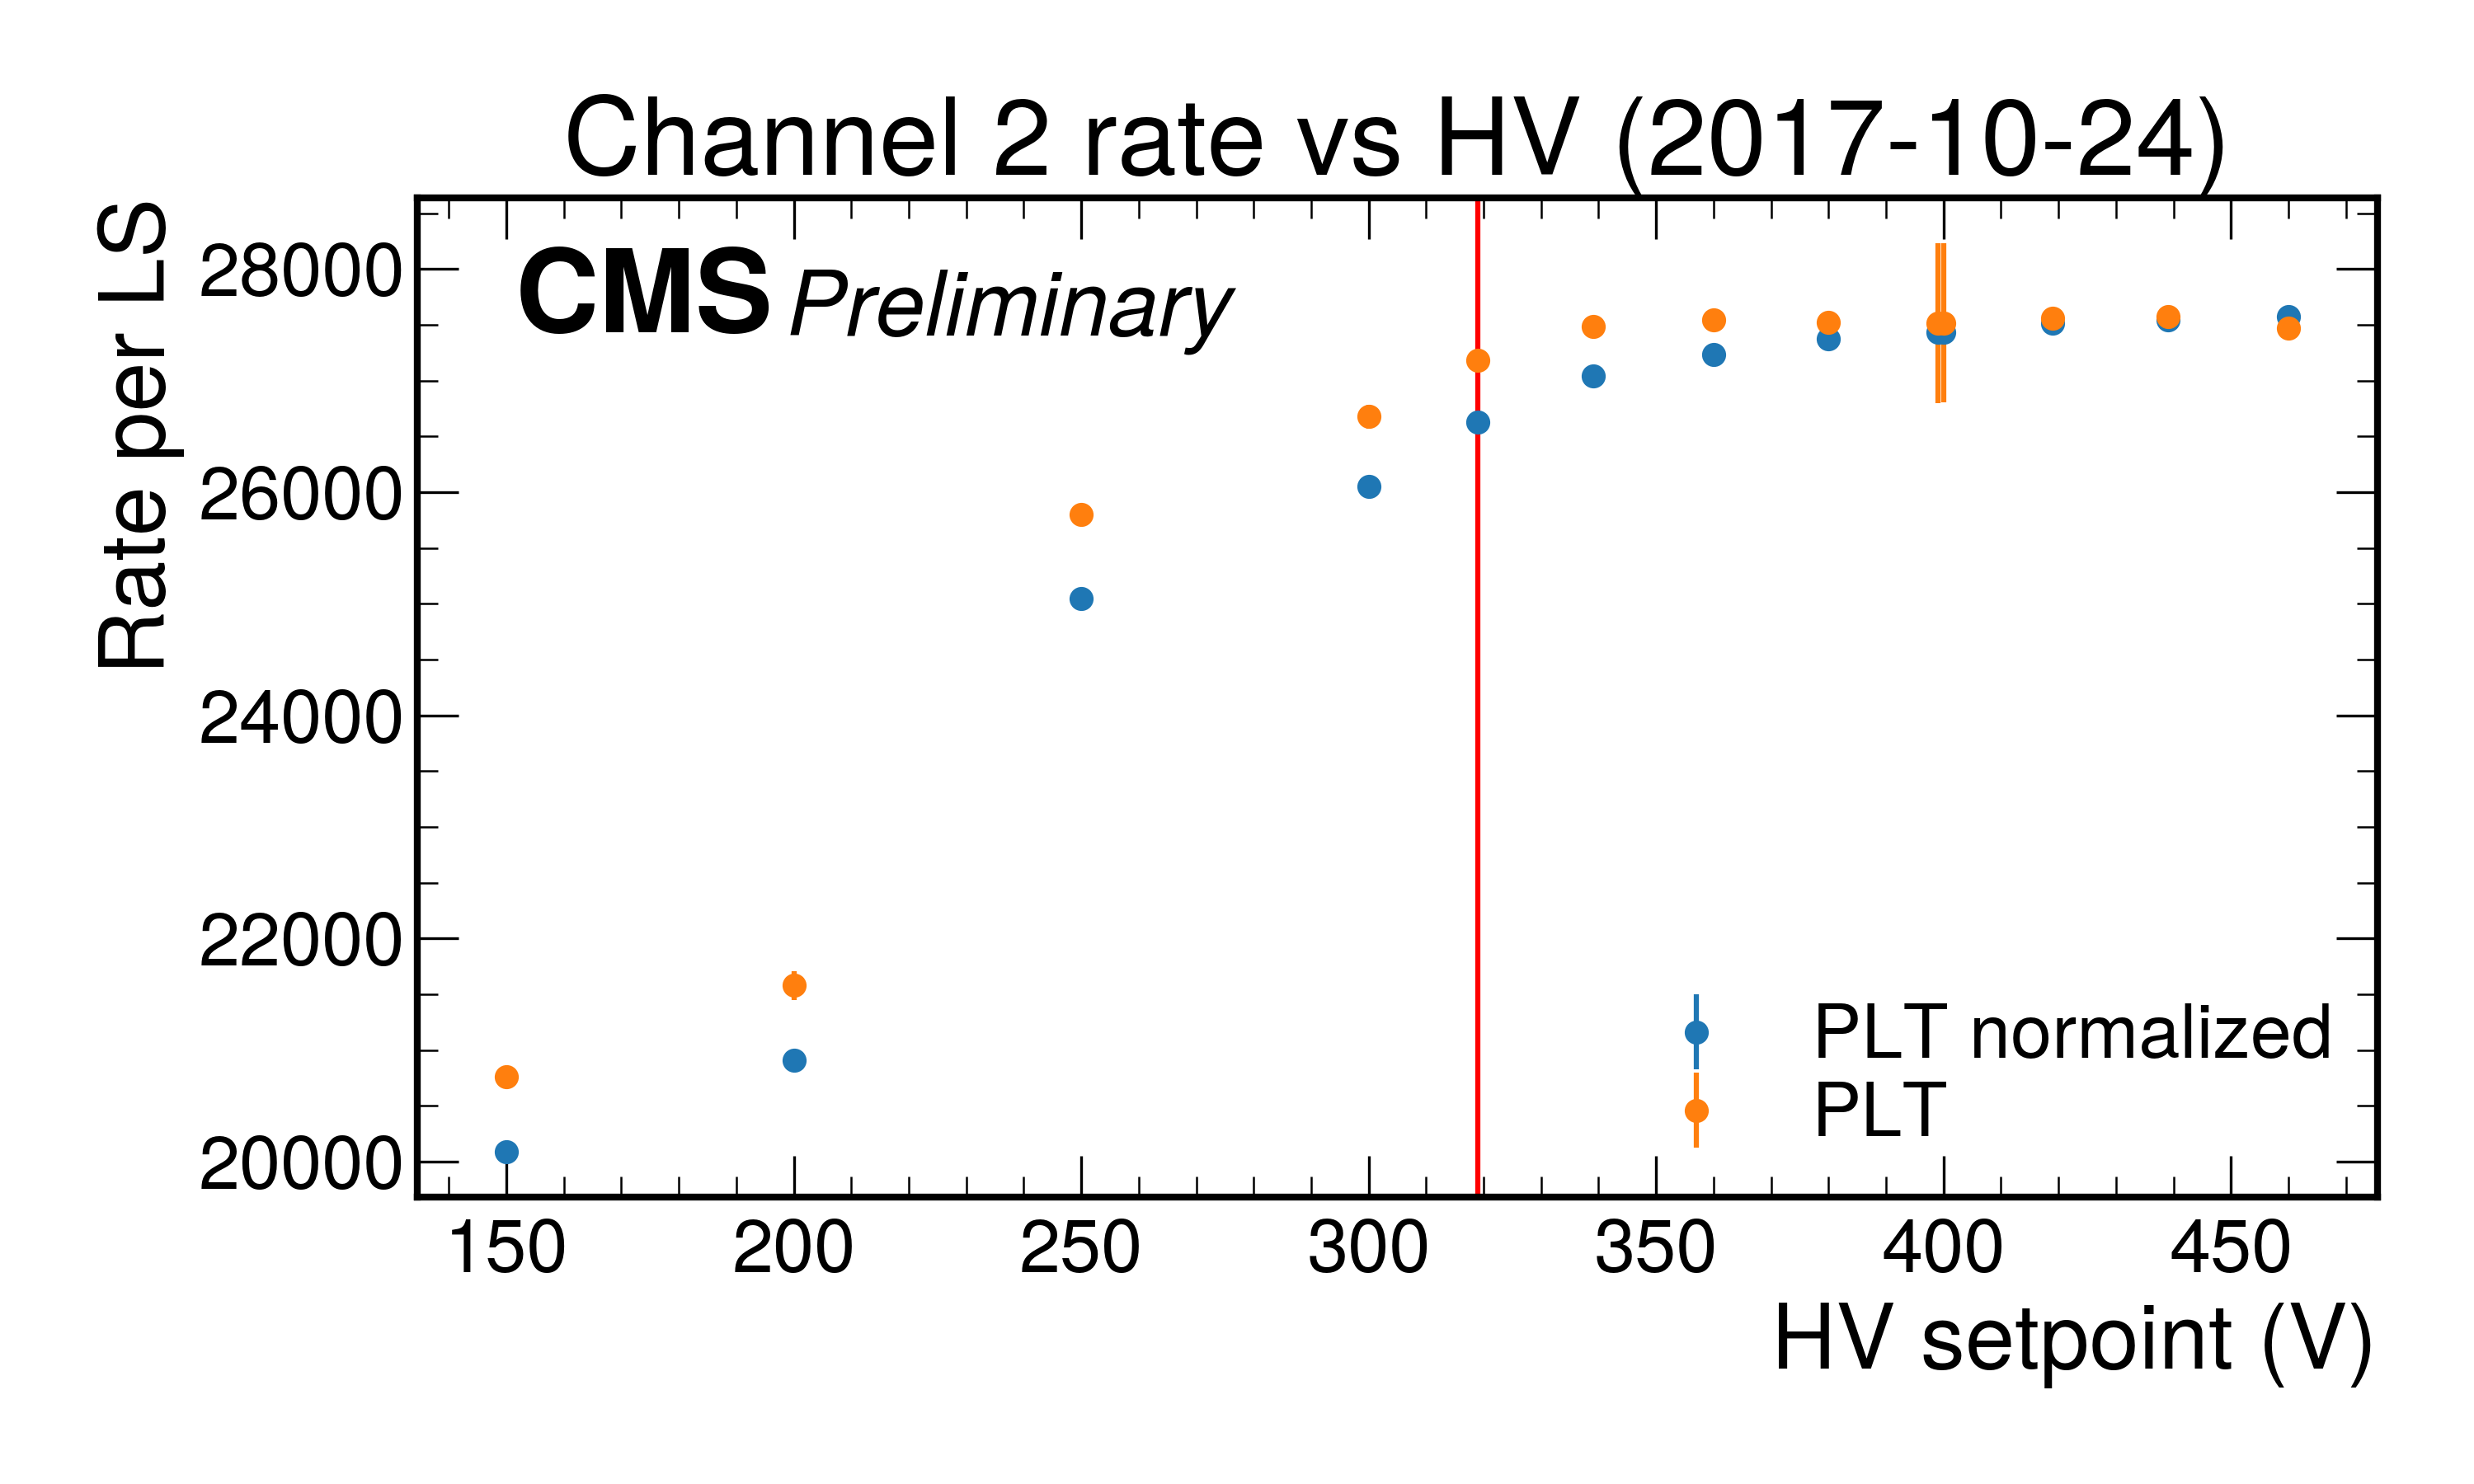 Channel 2 rate vs HV (2017-10-24)
CMS Preliminary
Rate per LS
28000
26000
24000
22000
20000
PLT normalized
PLT
150 200 250 300 350 400 450
HV setpoint (V)